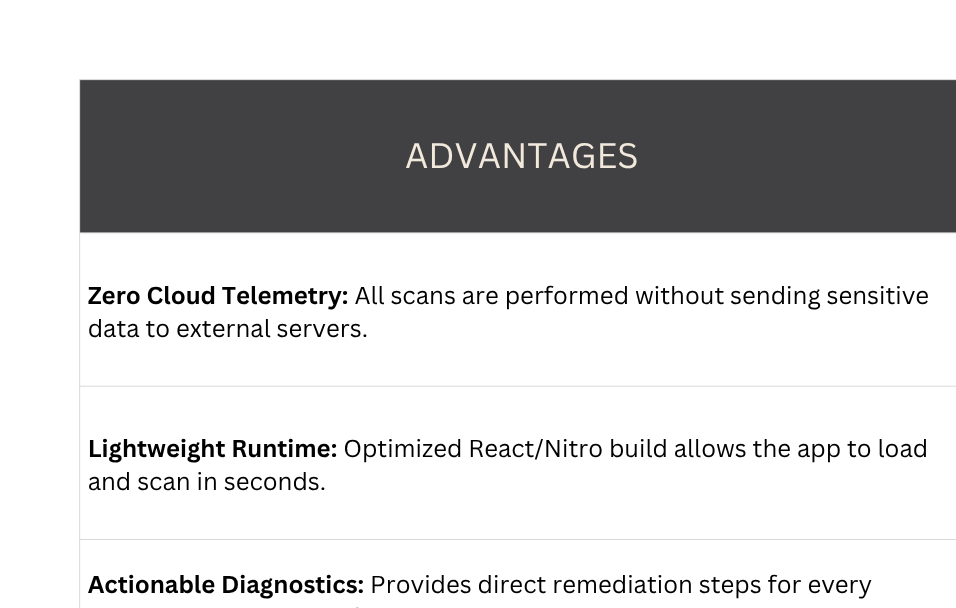 ADVANTAGES
Zero Cloud Telemetry: All scans are performed without sending sensitive
data to external servers.
Lightweight Runtime: Optimized React/Nitro build allows the app to load
and scan in seconds.
Actionable Diagnostics: Provides direct remediation steps for every